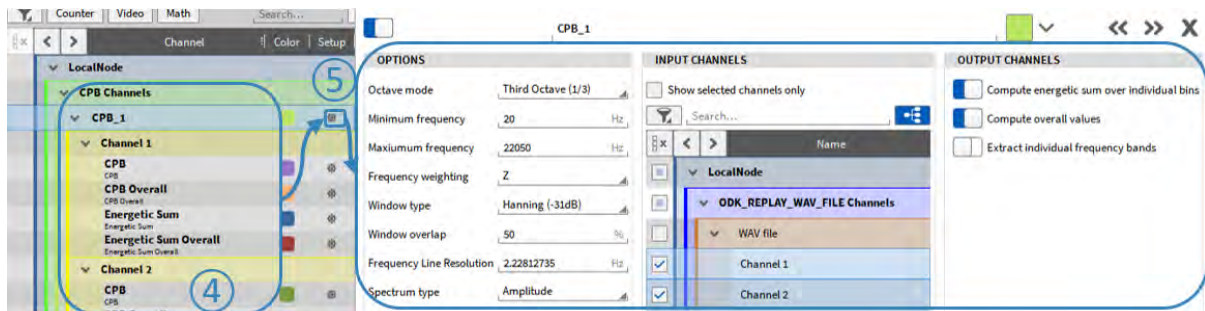 Counter Video Math Search...
Channel Color Setup
LocalNode
CPB Channels
CPB_1
Channel 1
CPB
CPB
CPB Overall
CPB Overall
Energetic Sum
Energetic Sum
Energetic Sum Overall
Energetic Sum Overall
Channel 2
CPB
CPB
④
⑤
CPB_1
X
OPTIONS
Octave mode Third Octave (1/3)
Minimum frequency 20 Hz
Maxiumum frequency 22050 Hz
Frequency weighting Z
Window type Hanning (-31dB)
Window overlap 50 %
Frequency Line Resolution 2.22812735 Hz
Spectrum type Amplitude
INPUT CHANNELS
Show selected channels only
Search...
Name
LocalNode
ODK_REPLAY_WAV_FILE Channels
WAV file
Channel 1
Channel 2
OUTPUT CHANNELS
Compute energetic sum over individual bins
Compute overall values
Extract individual frequency bands